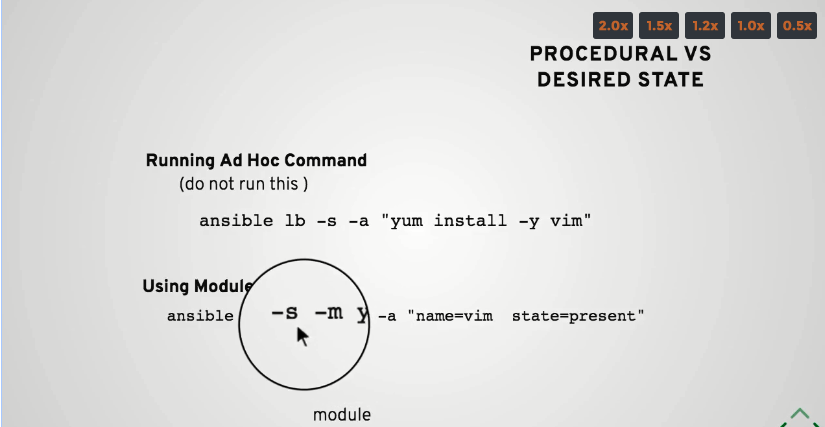 2.0x 1.5x 1.2x 1.0x 0.5x
PROCEDURAL VS
DESIRED STATE
Running Ad Hoc Command
(do not run this )
ansible lb -s -a "yum install -y vim"
Using Module
ansible -s -m y -a "name=vim state=present"
module